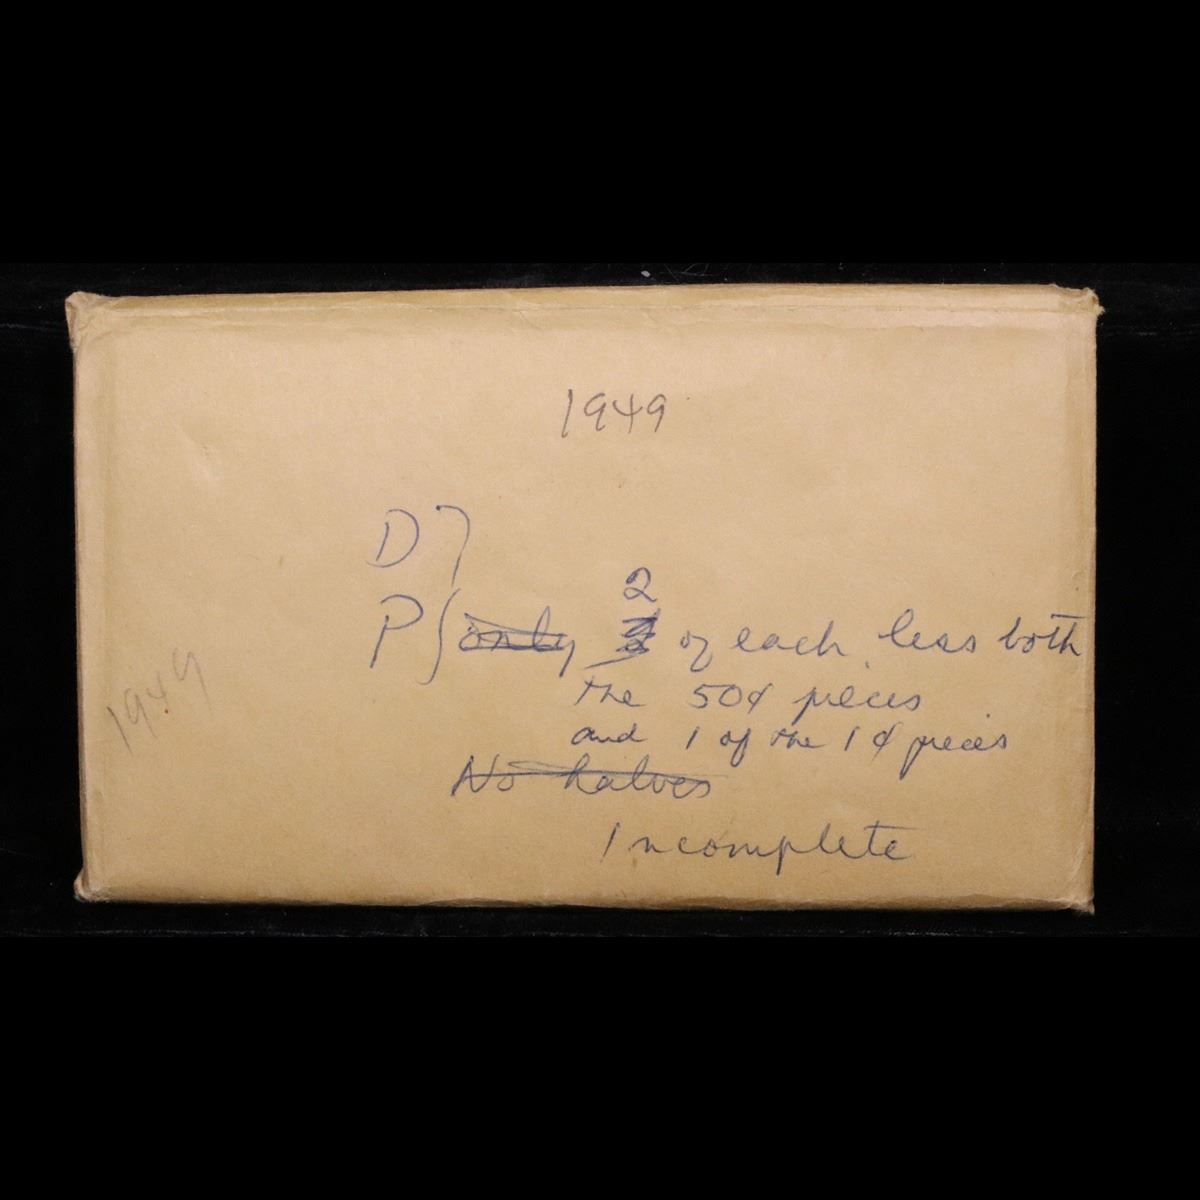 1949
D }
P } only 2 of each, less both
the 50¢ pieces
and 1 of the 1¢ pieces
No halves
Incomplete
1949